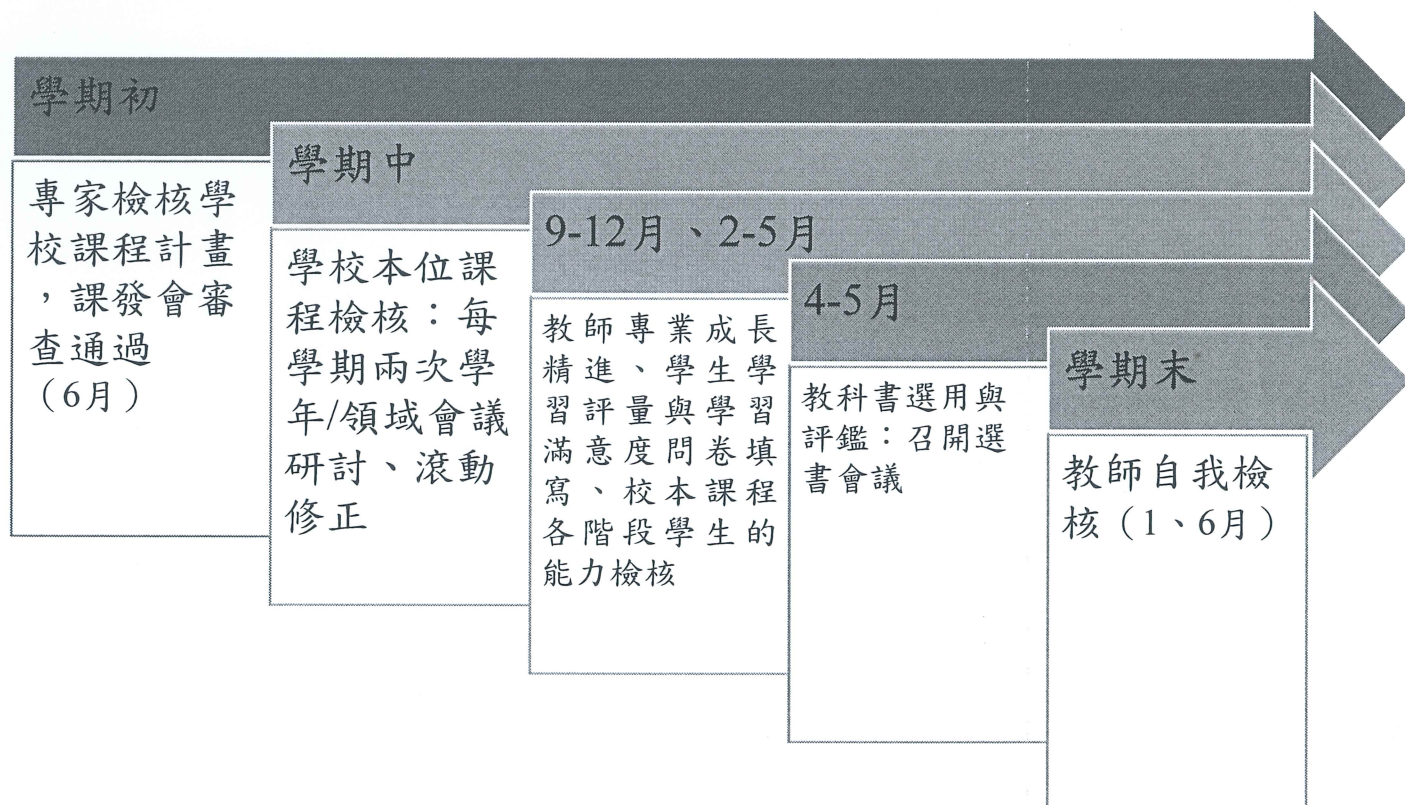 學期初
專家檢核學
校課程計畫
，課發會審
查通過
（6月）
學期中
學校本位課
程檢核：每
學期兩次學
年/領域會議
研討、滾動
修正
9-12月、2-5月
教師專業成長
精進、學生學
習評量與學習
滿意度問卷填
寫、校本課程
各階段學生的
能力檢核
4-5月
教科書選用與
評鑑：召開選
書會議
學期末
教師自我檢
核（1、6月）